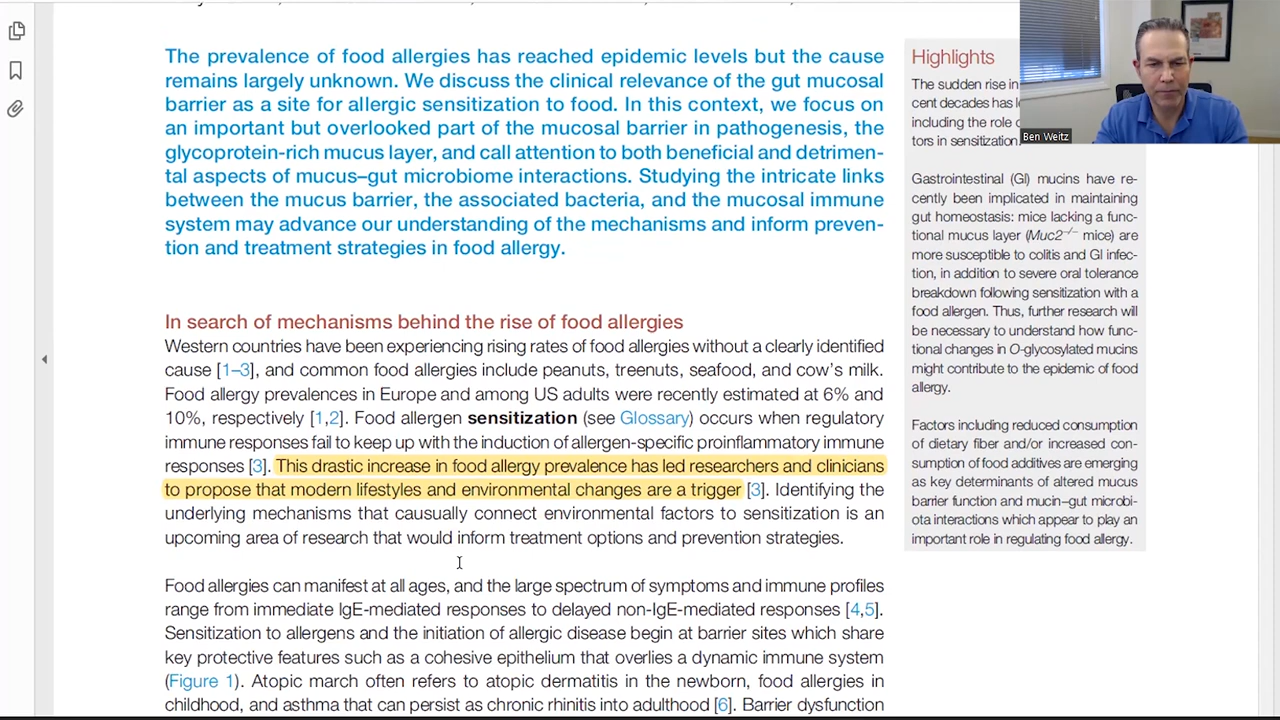 The prevalence of food allergies has reached epidemic levels but the cause
remains largely unknown. We discuss the clinical relevance of the gut mucosal
barrier as a site for allergic sensitization to food. In this context, we focus on
an important but overlooked part of the mucosal barrier in pathogenesis, the
glycoprotein-rich mucus layer, and call attention to both beneficial and detrimen-
tal aspects of mucus–gut microbiome interactions. Studying the intricate links
between the mucus barrier, the associated bacteria, and the mucosal immune
system may advance our understanding of the mechanisms and inform preven-
tion and treatment strategies in food allergy.
In search of mechanisms behind the rise of food allergies
Western countries have been experiencing rising rates of food allergies without a clearly identified
cause [1–3], and common food allergies include peanuts, treenuts, seafood, and cow's milk.
Food allergy prevalences in Europe and among US adults were recently estimated at 6% and
10%, respectively [1,2]. Food allergen sensitization (see Glossary) occurs when regulatory
immune responses fail to keep up with the induction of allergen-specific proinflammatory immune
responses [3]. This drastic increase in food allergy prevalence has led researchers and clinicians
to propose that modern lifestyles and environmental changes are a trigger [3]. Identifying the
underlying mechanisms that causually connect environmental factors to sensitization is an
upcoming area of research that would inform treatment options and prevention strategies.
Food allergies can manifest at all ages, and the large spectrum of symptoms and immune profiles
range from immediate IgE-mediated responses to delayed non-IgE-mediated responses [4,5].
Sensitization to allergens and the initiation of allergic disease begin at barrier sites which share
key protective features such as a cohesive epithelium that overlies a dynamic immune system
(Figure 1). Atopic march often refers to atopic dermatitis in the newborn, food allergies in
childhood, and asthma that can persist as chronic rhinitis into adulthood [6]. Barrier dysfunction
Highlights
The sudden rise in
cent decades has
including the role
tors in sensitization.
Gastrointestinal (GI) mucins have re-
cently been implicated in maintaining
gut homeostasis: mice lacking a func-
tional mucus layer (Muc2−/− mice) are
more susceptible to colitis and GI infec-
tion, in addition to severe oral tolerance
breakdown following sensitization with a
food allergen. Thus, further research will
be necessary to understand how func-
tional changes in O-glycosylated mucins
might contribute to the epidemic of food
allergy.
Factors including reduced consumption
of dietary fiber and/or increased con-
sumption of food additives are emerging
as key determinants of altered mucus
barrier function and mucin–gut microbi-
ota interactions which appear to play an
important role in regulating food allergy.
Ben Weitz